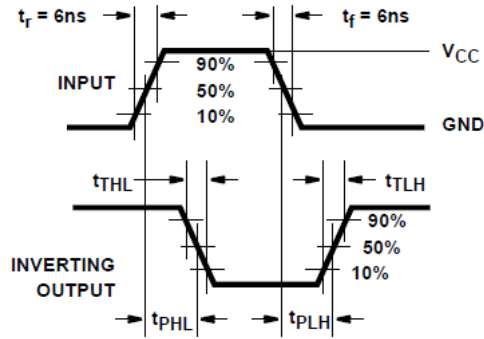 tr = 6ns
tf = 6ns
VCC
INPUT
90%
50%
10%
GND
tTHL
tTLH
90%
50%
10%
INVERTING
OUTPUT
tPHL
tPLH